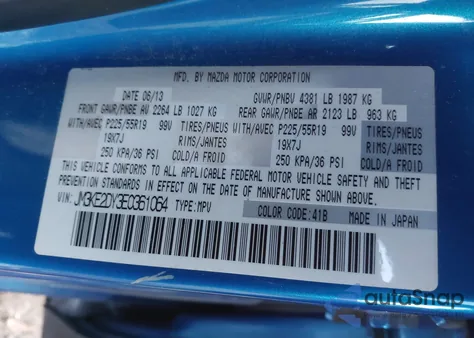 MFD. BY MAZDA MOTOR CORPORATION
DATE 06/13 GVWR/PNBV 4381 LB 1987 KG
FRONT GAWR/PNBE AV 2264 LB 1027 KG REAR GAWR/PNBE AR 2123 LB 963 KG
WITH/AVEC P225/55R19 99V TIRES/PNEUS WITH/AVEC P225/55R19 99V TIRES/PNEUS
19X7J RIMS/JANTES 19X7J RIMS/JANTES
250 KPA/36 PSI COLD/A FROID 250 KPA/36 PSI COLD/A FROID
THIS VEHICLE CONFORMS TO ALL APPLICABLE FEDERAL MOTOR VEHICLE SAFETY AND THEFT PREVENTION
STANDARDS IN EFFECT ON THE DATE OF MANUFACTURE SHOWN ABOVE.
VIN: JM3KE2DY3E0361064 TYPE: MPV
COLOR CODE: 41B MADE IN JAPAN
autoSnap